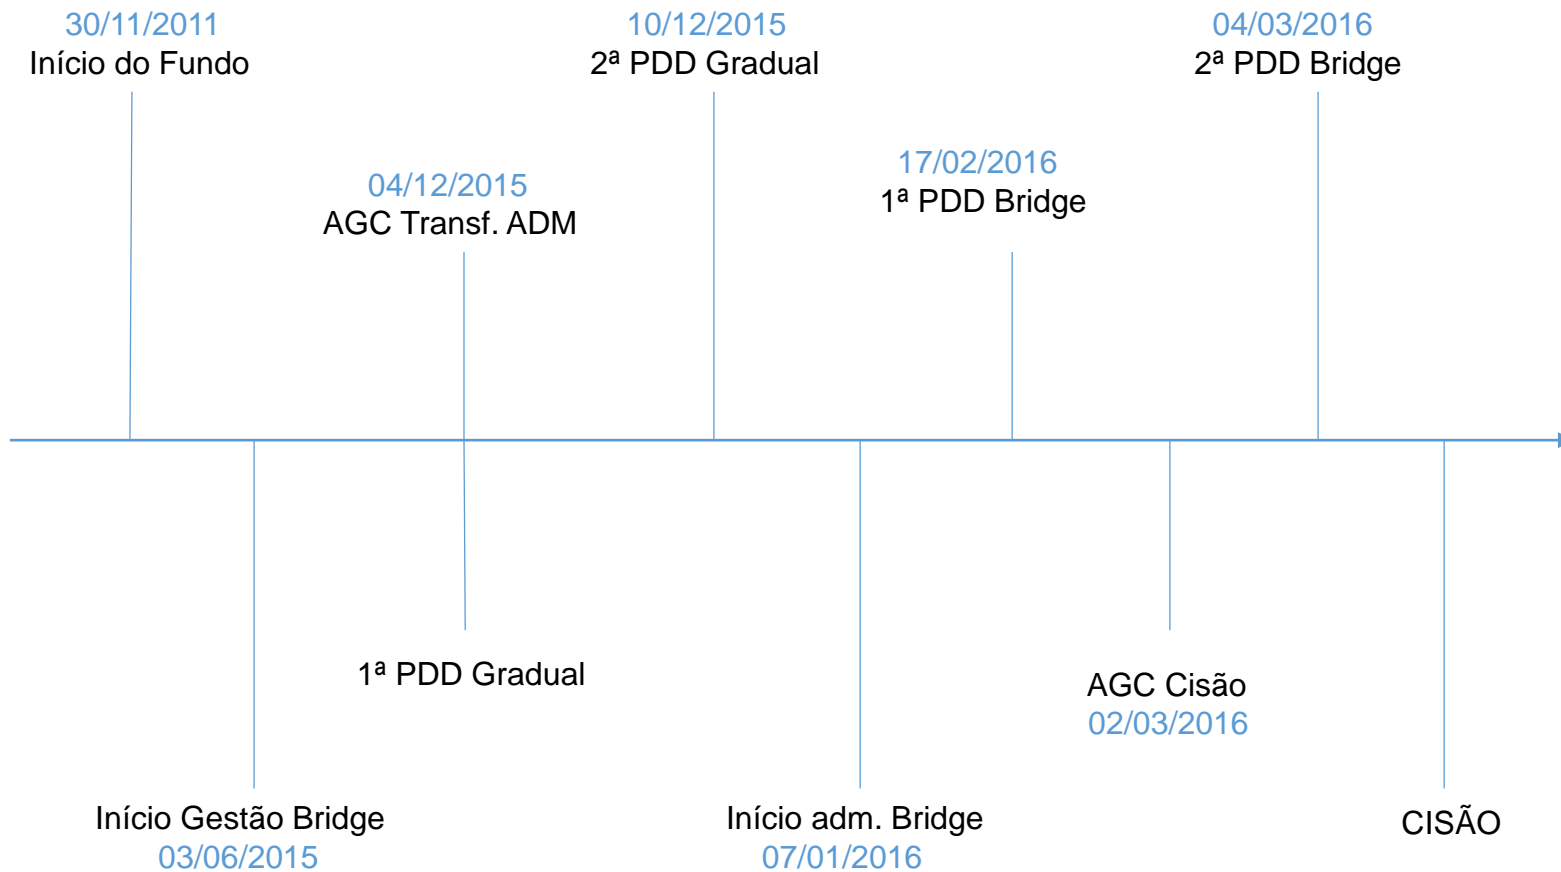 30/11/2011
Início do Fundo
10/12/2015
2ª PDD Gradual
04/03/2016
2ª PDD Bridge
04/12/2015
AGC Transf. ADM
17/02/2016
1ª PDD Bridge
1ª PDD Gradual
AGC Cisão
02/03/2016
Início Gestão Bridge
03/06/2015
Início adm. Bridge
07/01/2016
CISÃO